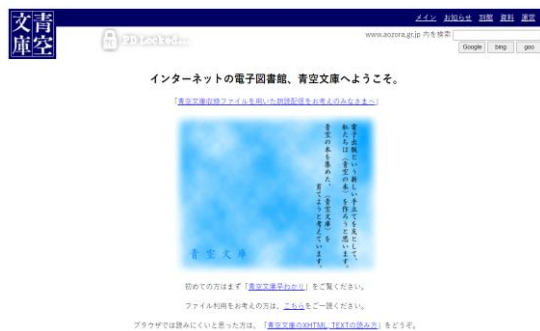 青空文庫
メイン お知らせ 別館 資料 運営
PD Locked...
www.aozora.gr.jp 内を検索
Google bing goo
インターネットの電子図書館、青空文庫へようこそ。
「青空文庫収録ファイルを用いた朗読配信をお考えのみなさまへ」
電子出版という新しい手立てを友として、
私たちは〈青空の本〉を作ろうと思います。
青空の本を集めた、〈青空文庫〉を
育てようと考えています。
青空文庫
初めての方はまず「青空文庫早わかり」をご覧ください。
ファイル利用をお考えの方は、こちらをご一読ください。
ブラウザでは読みにくいと思った方は、「青空文庫のXHTML, TEXTの読み方」をどうぞ。